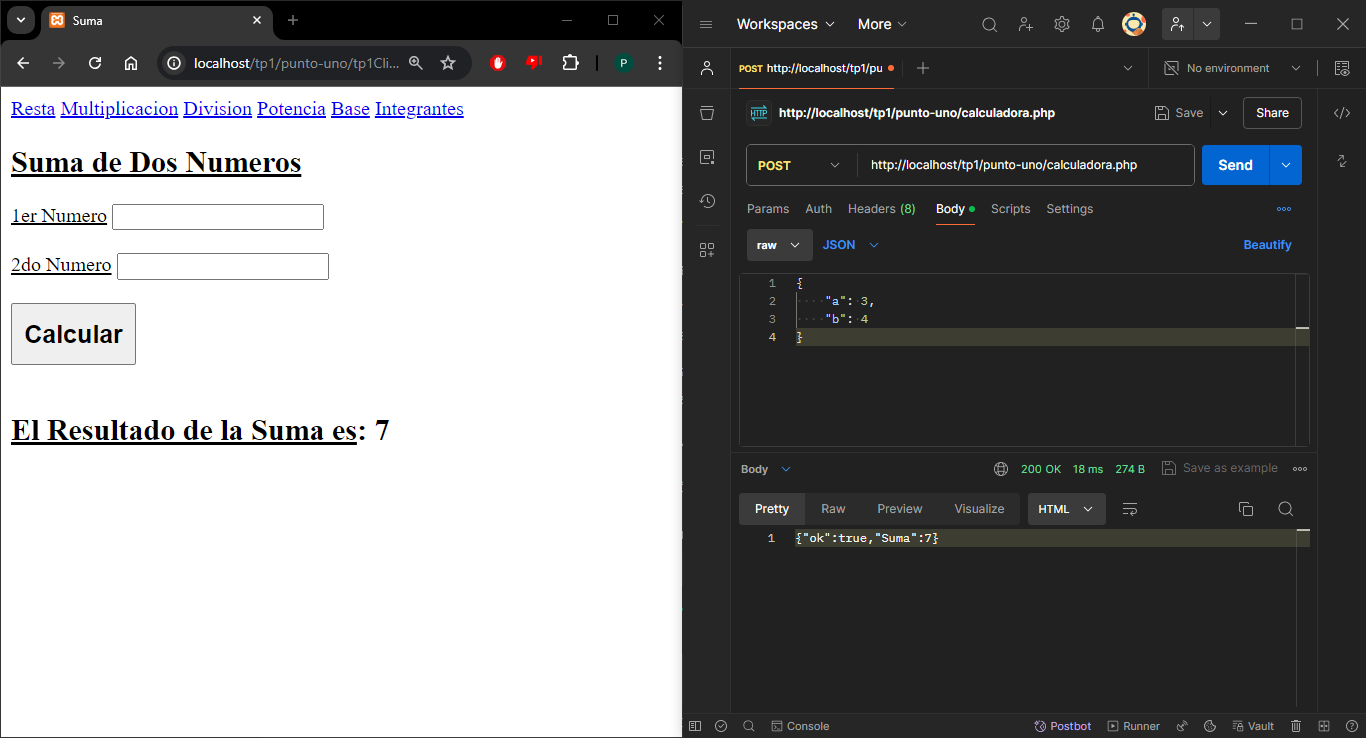 Suma
localhost/tp1/punto-uno/tp1Cli...
P
Resta Multiplicacion Division Potencia Base Integrantes
Suma de Dos Numeros
1er Numero
2do Numero
Calcular
El Resultado de la Suma es: 7
Workspaces More
POST http://localhost/tp1/pu
No environment
HTTP http://localhost/tp1/punto-uno/calculadora.php Save Share
POST http://localhost/tp1/punto-uno/calculadora.php Send
Params Auth Headers (8) Body Scripts Settings
raw JSON Beautify
1 {
2 "a": 3,
3 "b": 4
4 }
Body 200 OK 18 ms 274 B Save as example
Pretty Raw Preview Visualize HTML
1 {"ok":true,"Suma":7}
Console Postbot Runner Vault